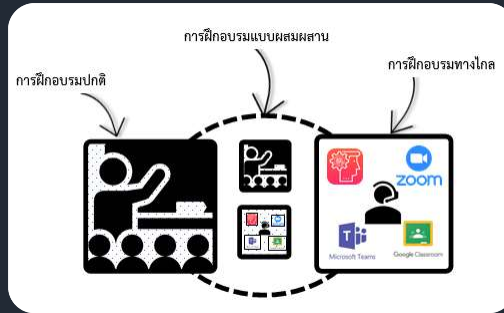 การฝึกอบรมแบบผสมผสาน
การฝึกอบรมปกติ
การฝึกอบรมทางไกล
zoom
T
Microsoft Teams
Google Classroom